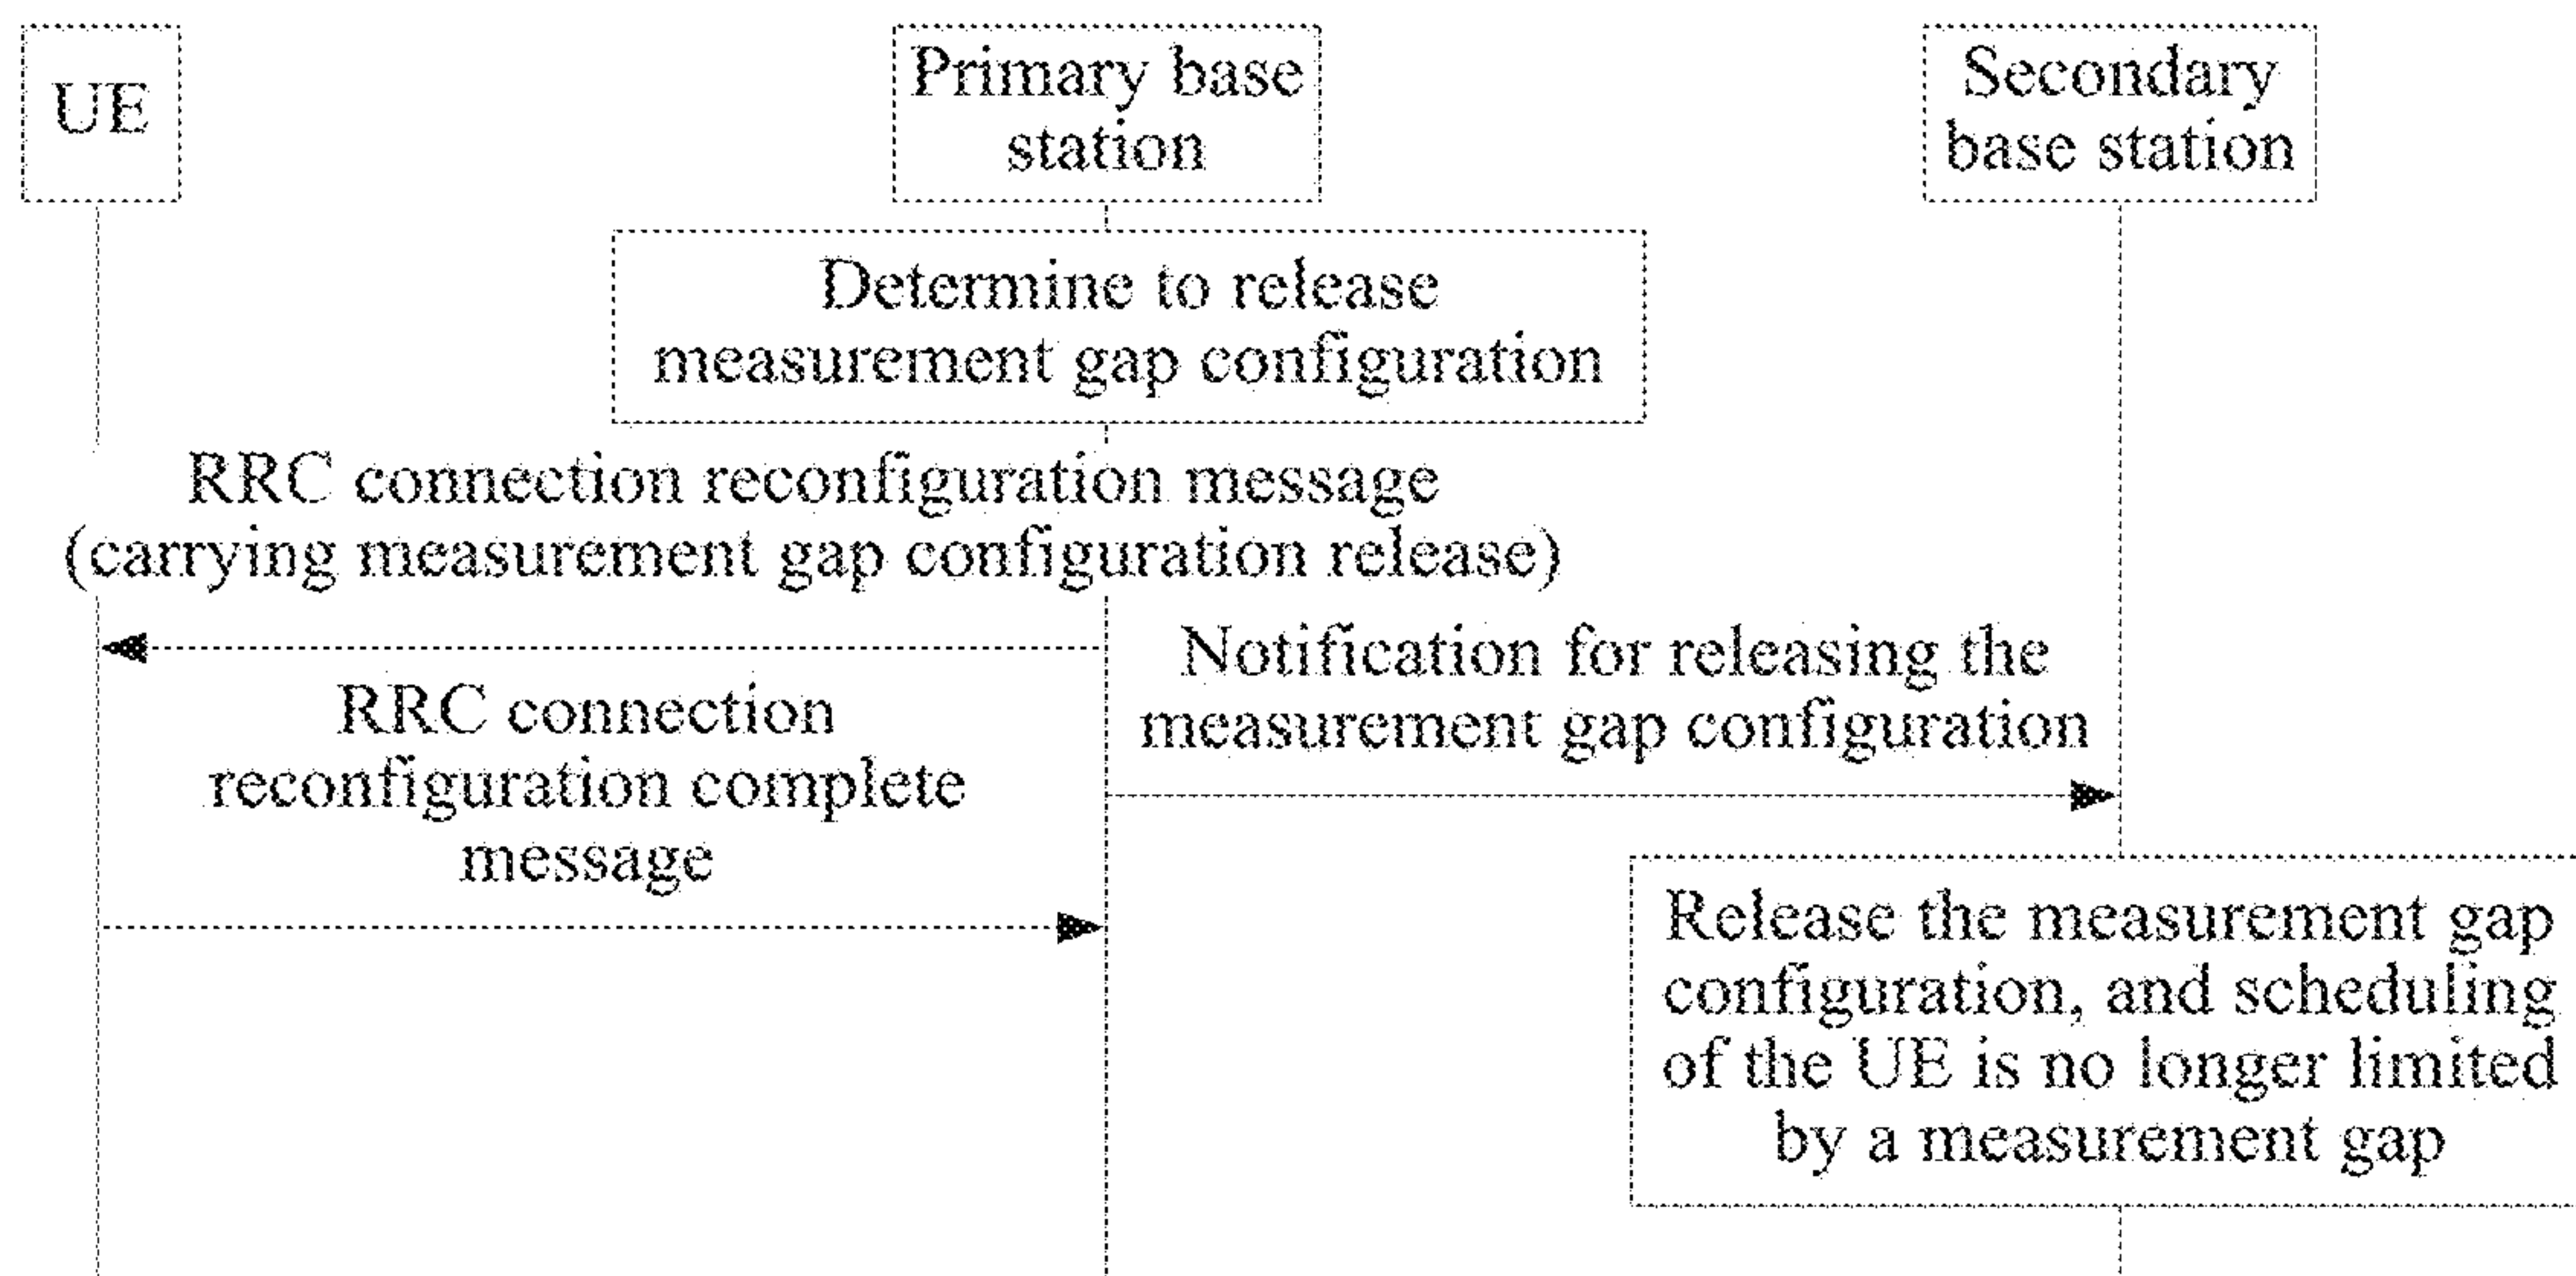 UE
Primary base
station
Secondary
base station
Determine to release
measurement gap configuration
RRC connection reconfiguration message
(carrying measurement gap configuration release)
Notification for releasing the
measurement gap configuration
RRC connection
reconfiguration complete
message
Release the measurement gap
configuration, and scheduling
of the UE is no longer limited
by a measurement gap